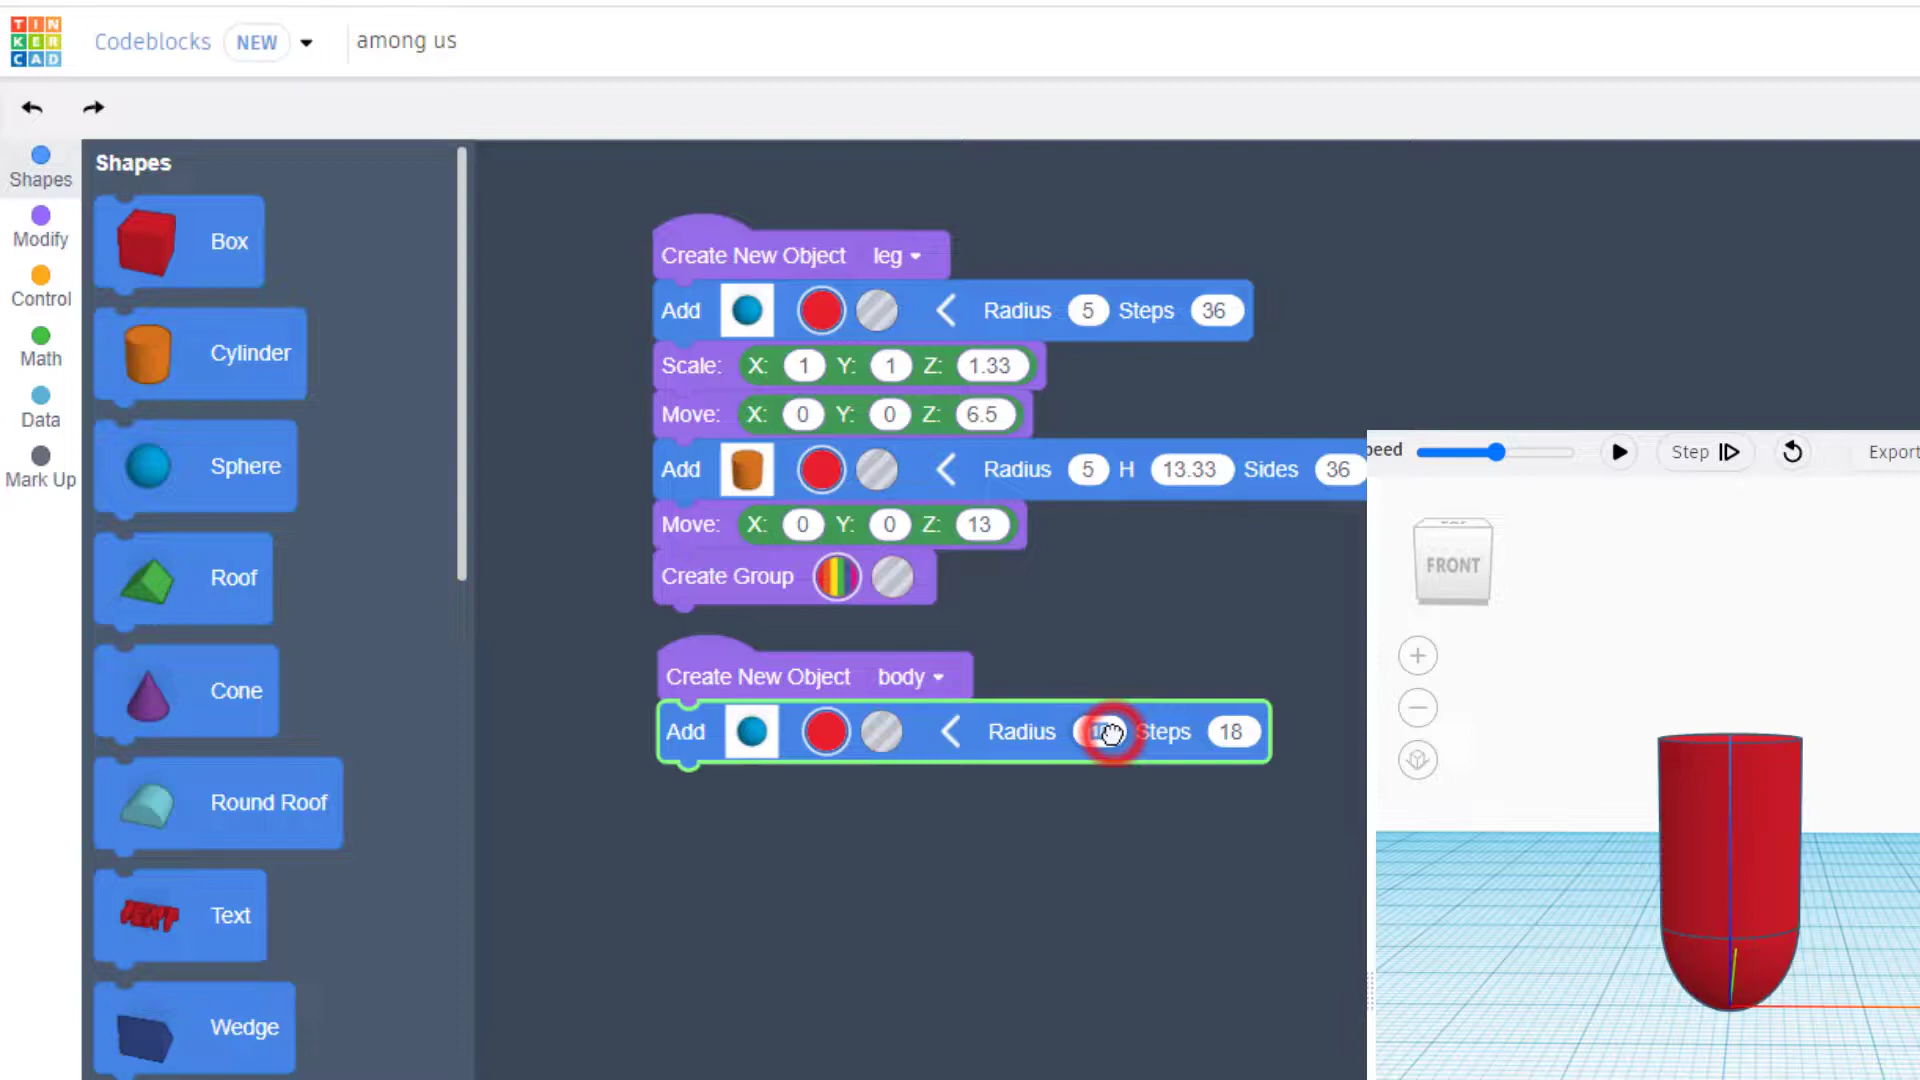 TIN
KER
CAD
Codeblocks NEW among us
Shapes
Modify
Control
Math
Data
Mark Up
Shapes
Box
Cylinder
Sphere
Roof
Cone
Round Roof
Text
TEXT
Wedge
Create New Object leg
Add Radius 5 Steps 36
Scale: X: 1 Y: 1 Z: 1.33
Move: X: 0 Y: 0 Z: 6.5
Add Radius 5 H 13.33 Sides 36
Move: X: 0 Y: 0 Z: 13
Create Group
Create New Object body
Add Radius Steps 18
Step Export
FRONT